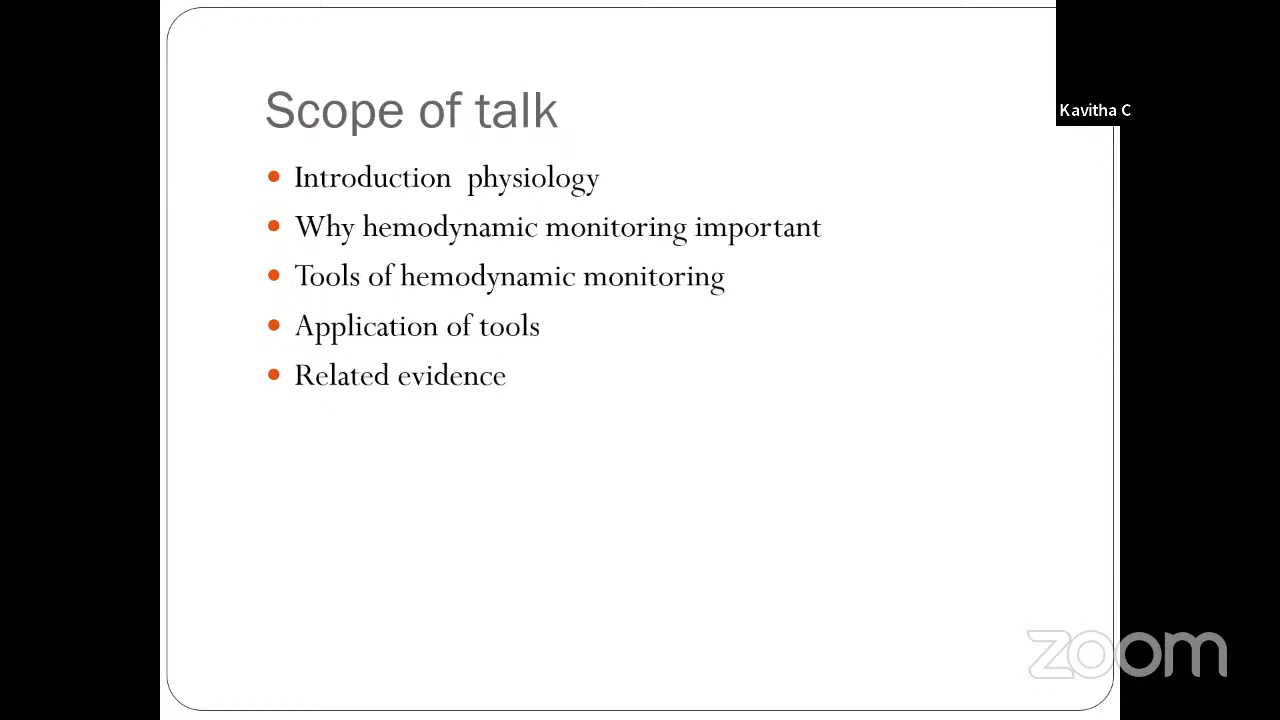 Scope of talk
Kavitha C
Introduction  physiology
Why hemodynamic monitoring important
Tools of hemodynamic monitoring
Application of tools
Related evidence
zoom